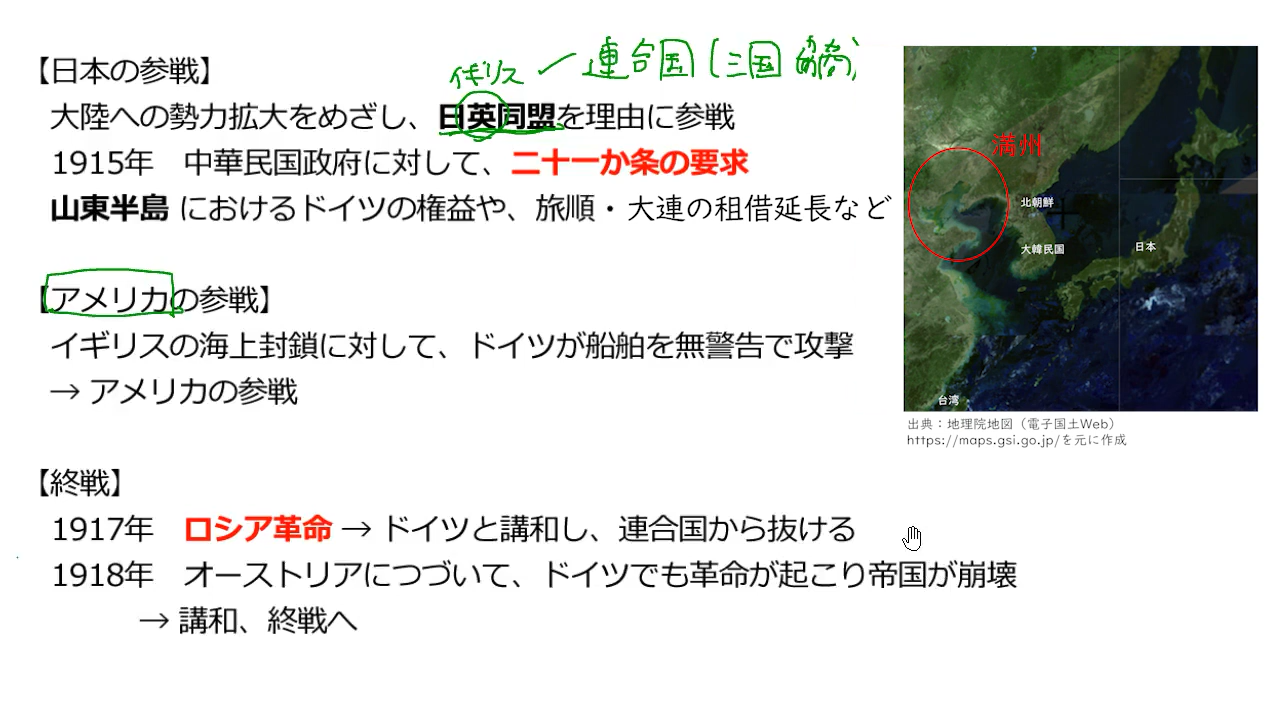 【日本の参戦】
イギリス ー 連合国(三国協商)
大陸への勢力拡大をめざし、日英同盟を理由に参戦
1915年 中華民国政府に対して、二十一か条の要求
山東半島 におけるドイツの権益や、旅順・大連の租借延長など
【アメリカの参戦】
イギリスの海上封鎖に対して、ドイツが船舶を無警告で攻撃
→ アメリカの参戦
【終戦】
1917年 ロシア革命 → ドイツと講和し、連合国から抜ける
1918年 オーストリアにつづいて、ドイツでも革命が起こり帝国が崩壊
→ 講和、終戦へ
満州
北朝鮮
大韓民国
日本
台湾
出典：地理院地図（電子国土Web）
https://maps.gsi.go.jp/を元に作成